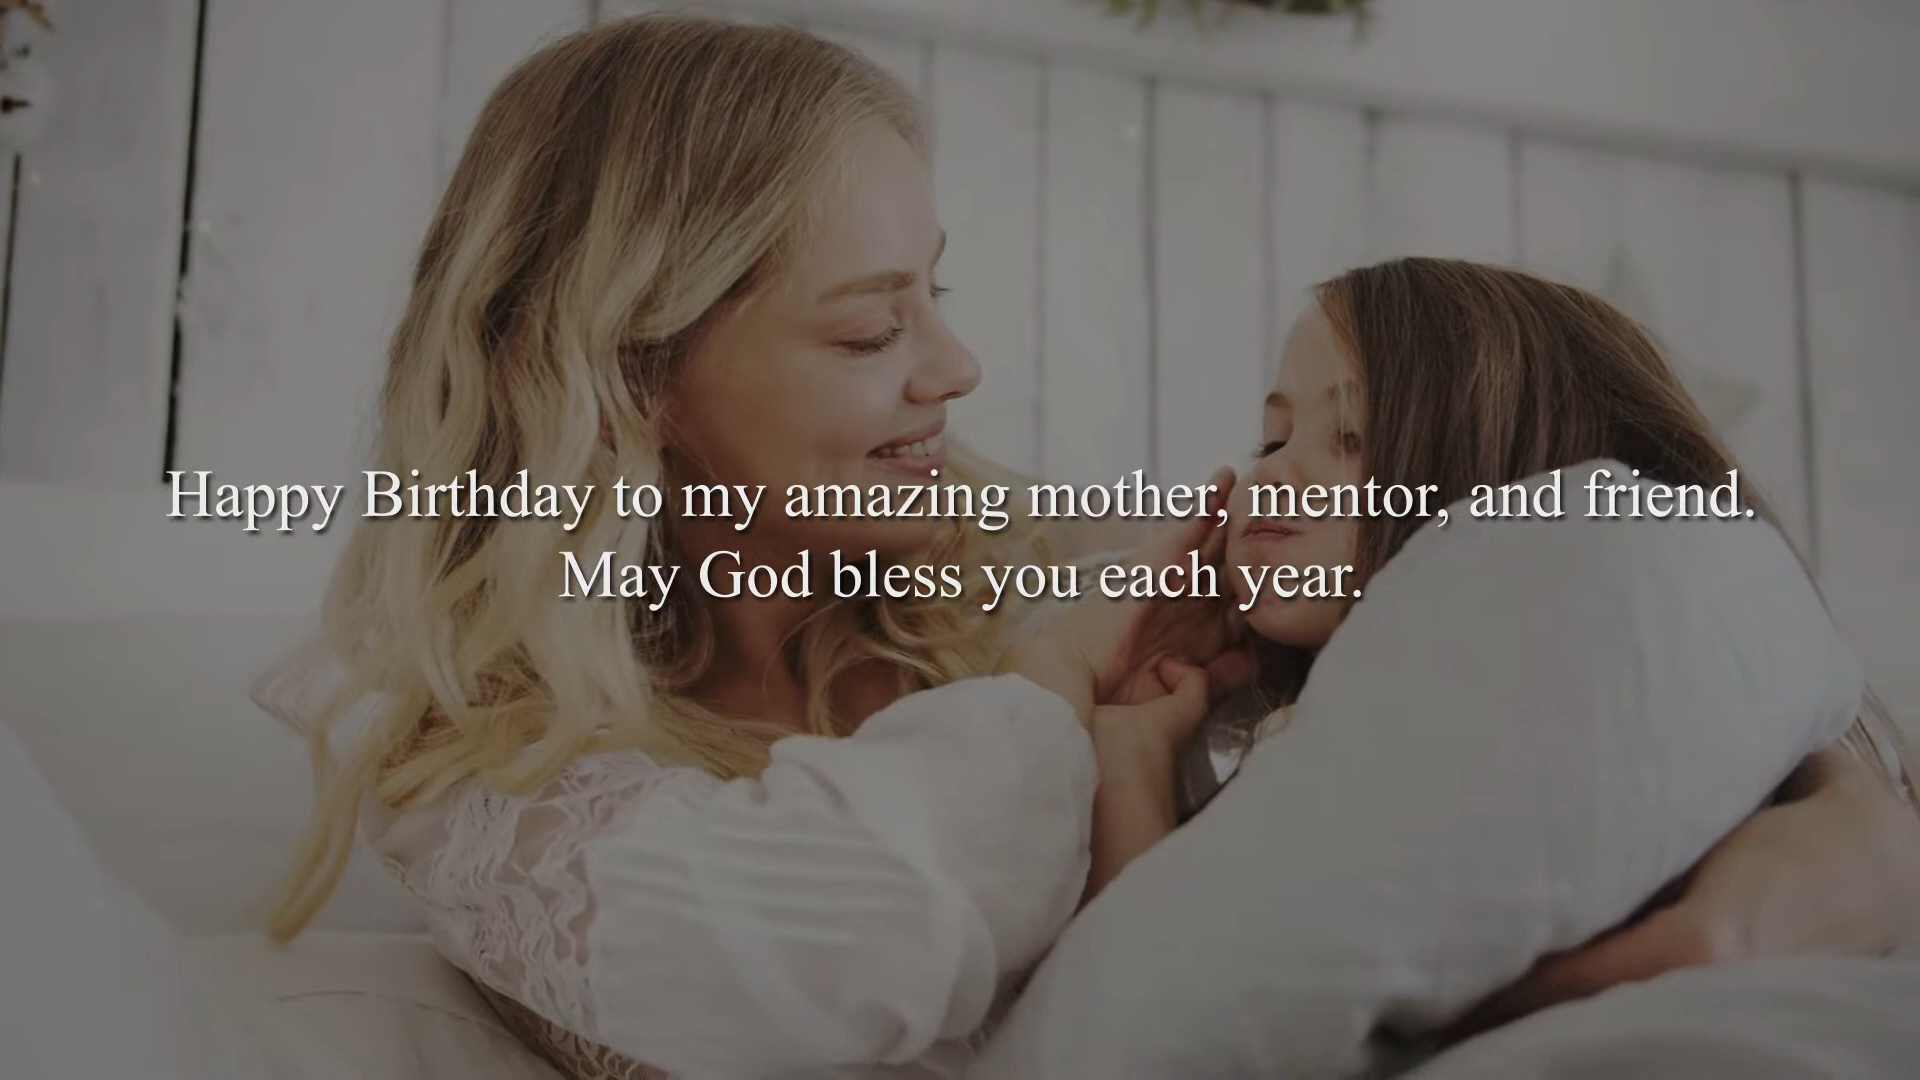 Happy Birthday to my amazing mother, mentor, and friend.
May God bless you each year.